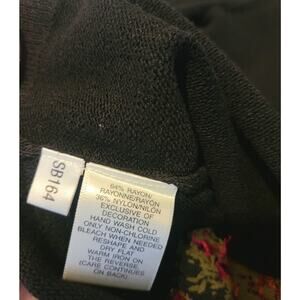 SB164
64% RAYON/
RAYONNE/RAYON
36% NYLON/NILON
EXCLUSIVE OF
DECORATION
HAND WASH COLD
ONLY NON-CHLORINE
BLEACH WHEN NEEDED
RESHAPE AND
DRY FLAT
WARM IRON ON
THE REVERSE
(CARE CONTINUES
ON BACK)